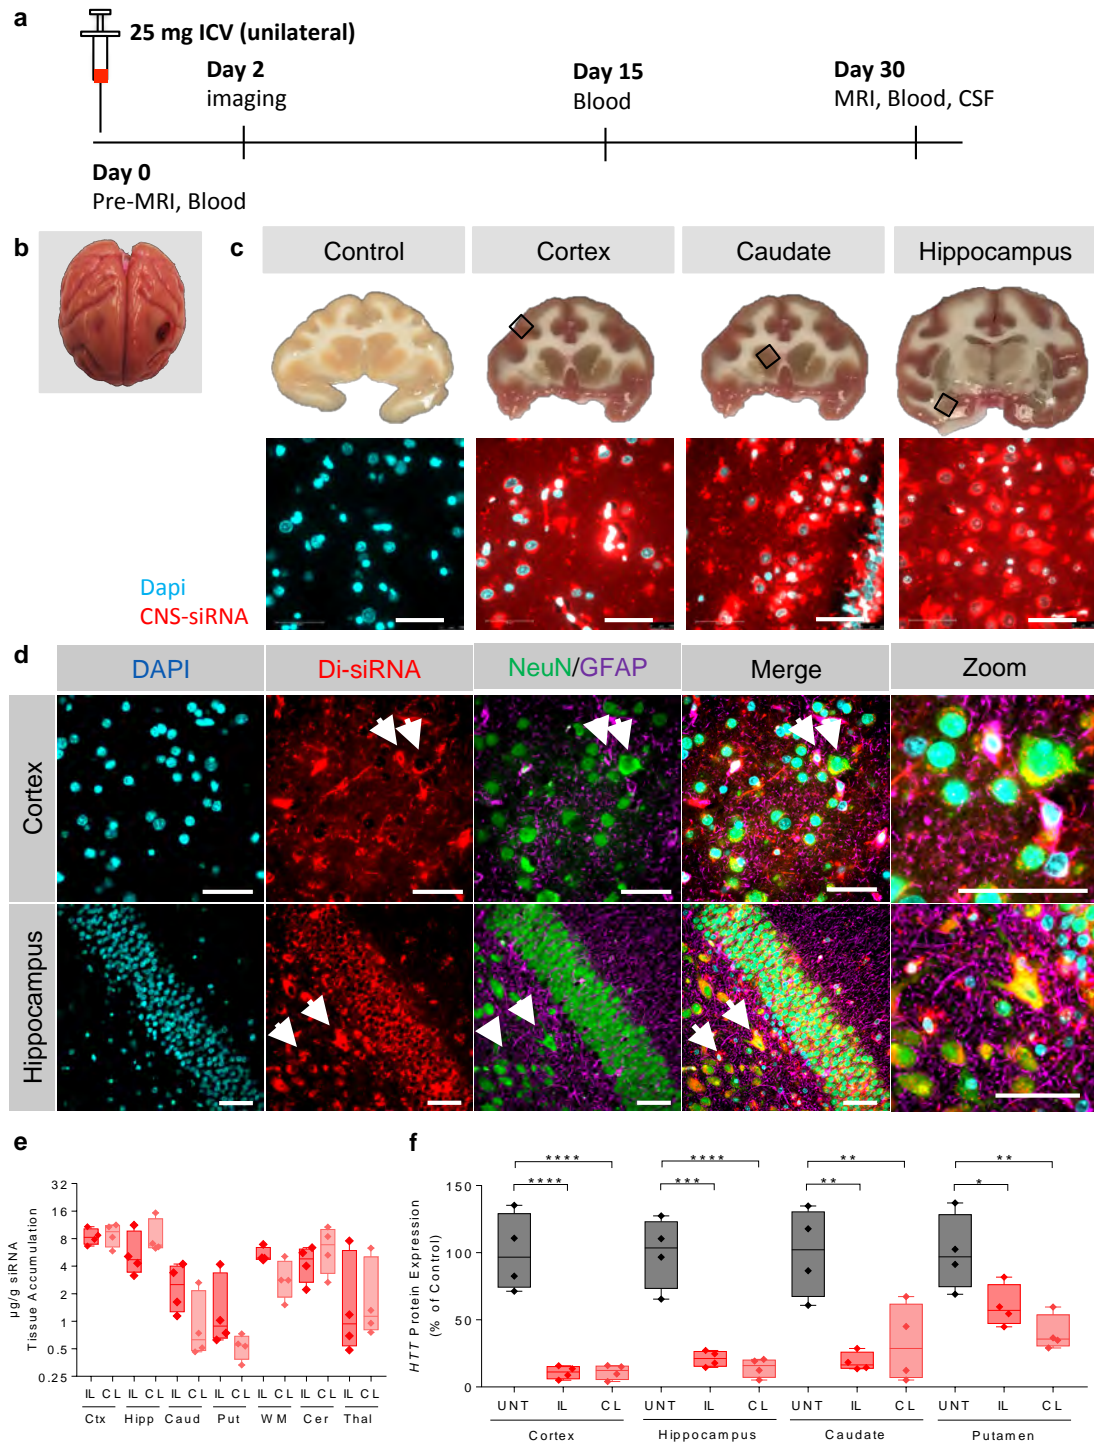 a
25 mg ICV (unilateral)
Day 2
imaging
Day 15
Blood
Day 30
MRI, Blood, CSF
Day 0
Pre-MRI, Blood
b
c
Control
Cortex
Caudate
Hippocampus
Dapi
CNS-siRNA
d
DAPI
Di-siRNA
NeuN/GFAP
Merge
Zoom
Cortex
Hippocampus
e
µg/g siRNA
Tissue Accumulation
32
16
8
4
2
1
0.5
0.25
IL CL IL CL IL CL IL CL IL CL IL CL IL CL
Ctx Hipp Caud Put WM Cer Thal
f
HTT Protein Expression
(% of Control)
150
100
50
0
**** **** ** **
**** *** ** *
UNT IL CL UNT IL CL UNT IL CL UNT IL CL
Cortex Hippocampus Caudate Putamen